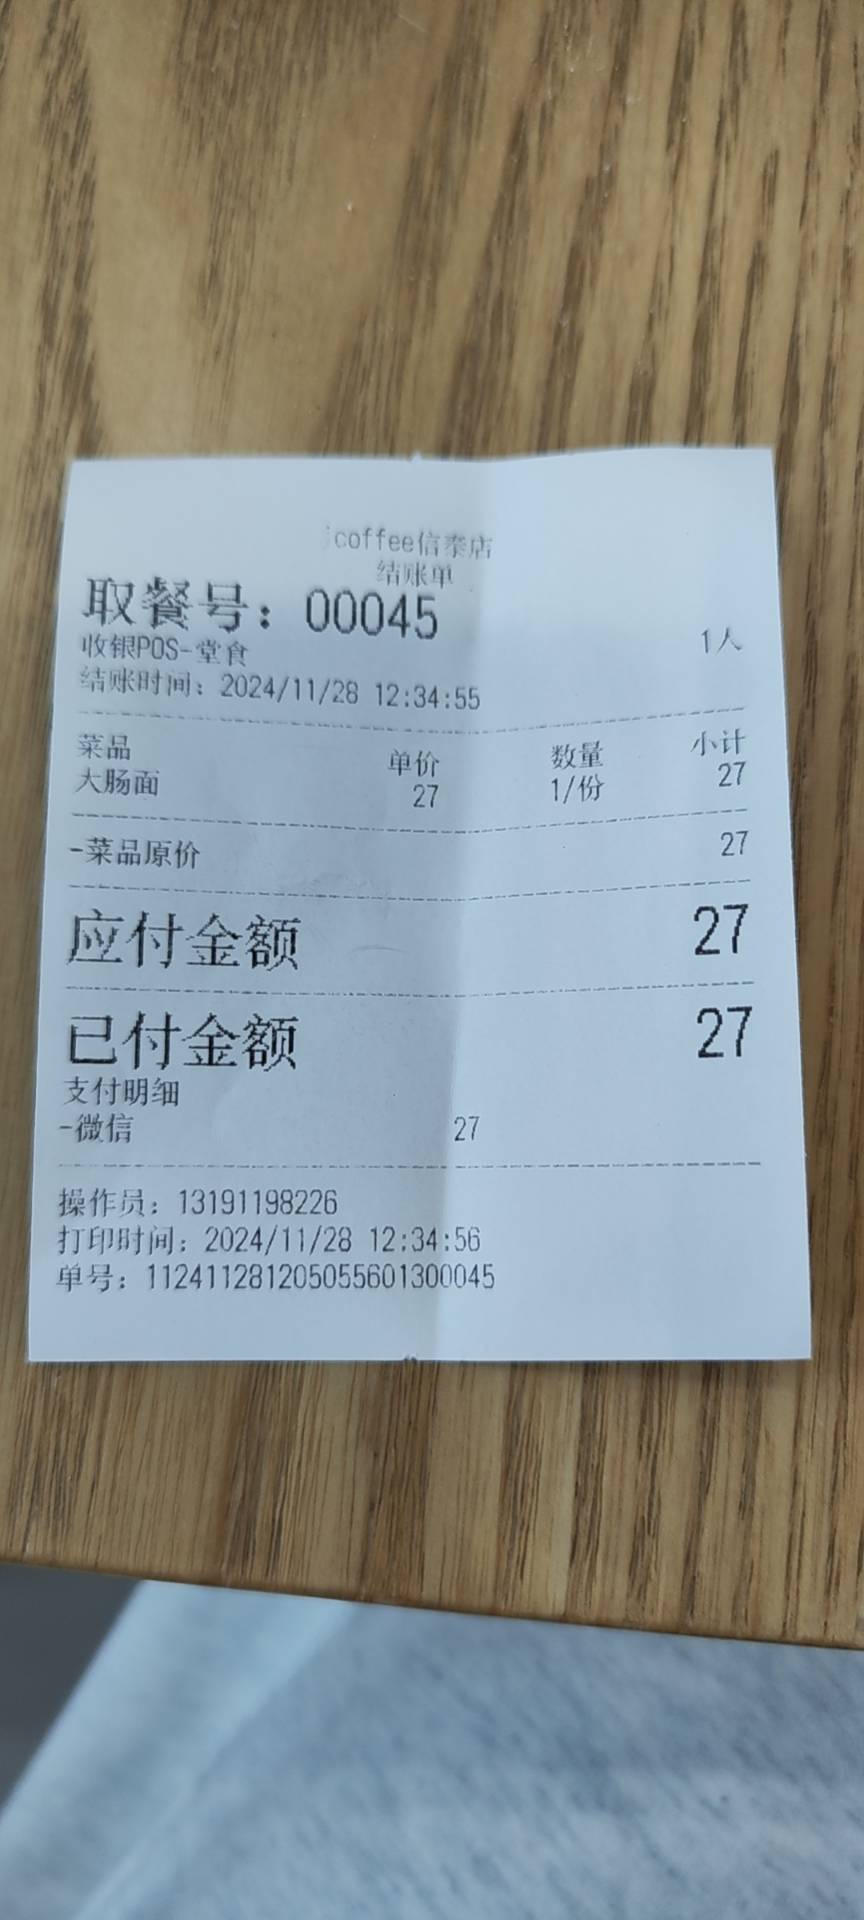 coffee信泰店
结账单
取餐号：00045
收银POS-堂食 1人
结账时间：2024/11/28 12:34:55
菜品 单价 数量 小计
大肠面 27 1/份 27
-菜品原价 27
应付金额 27
已付金额 27
支付明细
-微信 27
操作员：13191198226
打印时间：2024/11/28 12:34:56
单号：112411281205055601300045